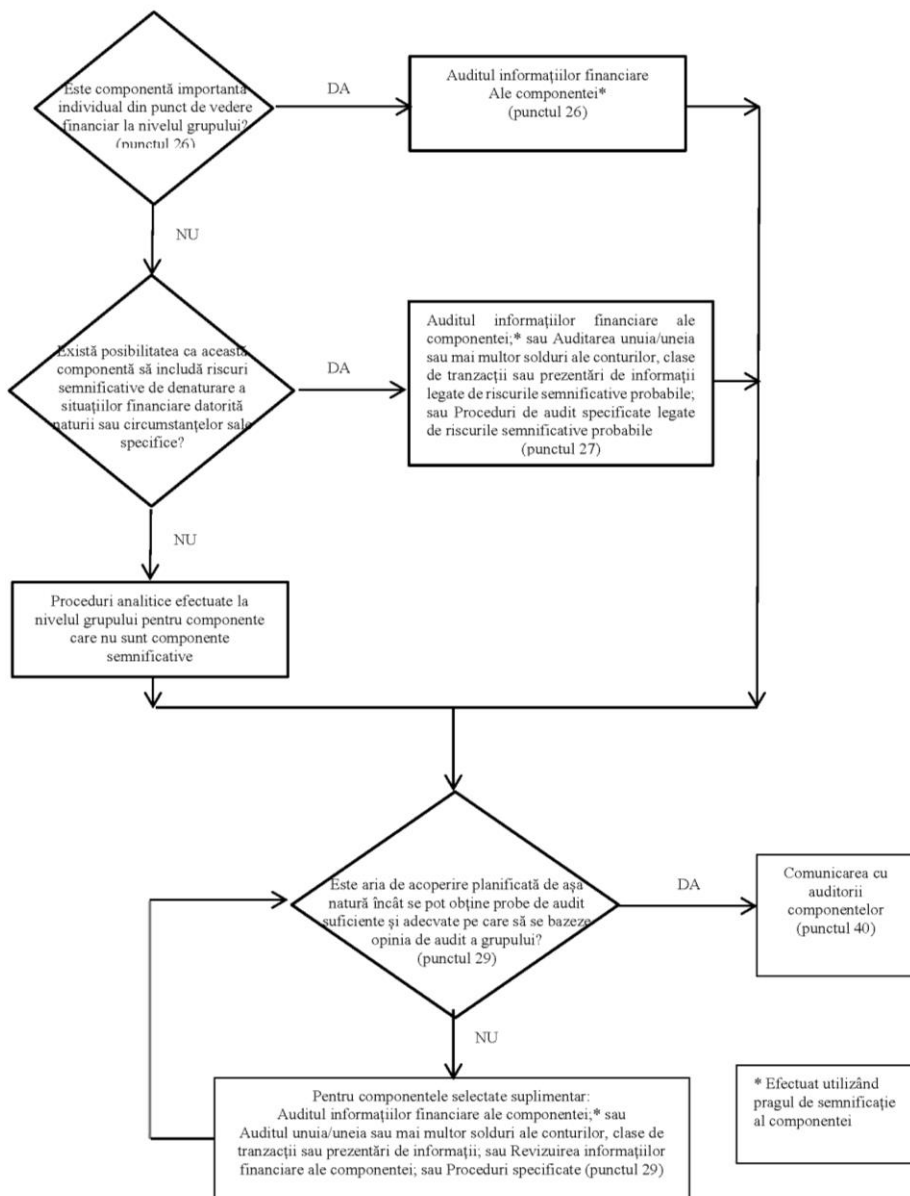 Este componentă importantă
individual din punct de vedere
financiar la nivelul grupului?
(punctul 26)
DA
Auditul informațiilor financiare
Ale componentei*
(punctul 26)
NU
Există posibilitatea ca această
componentă să includă riscuri
semnificative de denaturare a
situațiilor financiare datorită
naturii sau circumstanțelor sale
specifice?
DA
Auditul informațiilor financiare ale
componentei;* sau Auditarea unuia/uneia
sau mai multor solduri ale conturilor, clase
de tranzacții sau prezentări de informații
legate de riscurile semnificative probabile;
sau Proceduri de audit specificate legate
de riscurile semnificative probabile
(punctul 27)
NU
Proceduri analitice efectuate la
nivelul grupului pentru componente
care nu sunt componente
semnificative
Este aria de acoperire planificată de așa
natură încât se pot obține probe de audit
suficiente și adecvate pe care să se bazeze
opinia de audit a grupului?
(punctul 29)
DA
Comunicarea cu
auditorii
componentelor
(punctul 40)
NU
Pentru componentele selectate suplimentar:
Auditul informațiilor financiare ale componentei;* sau
Auditul unuia/uneia sau mai multor solduri ale conturilor, clase de
tranzacții sau prezentări de informații; sau Revizuirea informațiilor
financiare ale componentei; sau Proceduri specificate (punctul 29)
* Efectuat utilizând
pragul de semnificație
al componentei